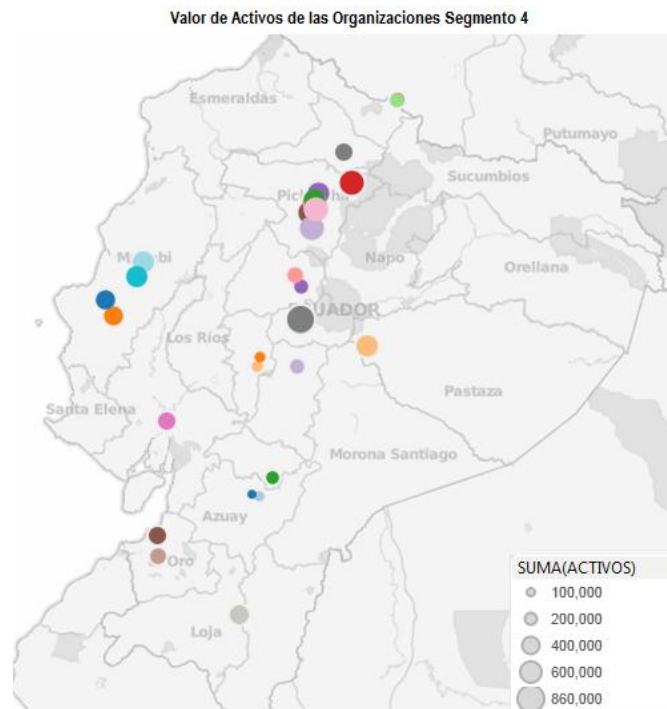 Valor de Activos de las Organizaciones Segmento 4
Esmeraldas
Putumayo
Sucumbios
Napo
Orellana
Los Ríos
Pastaza
Santa Elena
Morona Santiago
Azuay
Oro
Loja
SUMA(ACTIVOS)
100,000
200,000
400,000
600,000
860,000